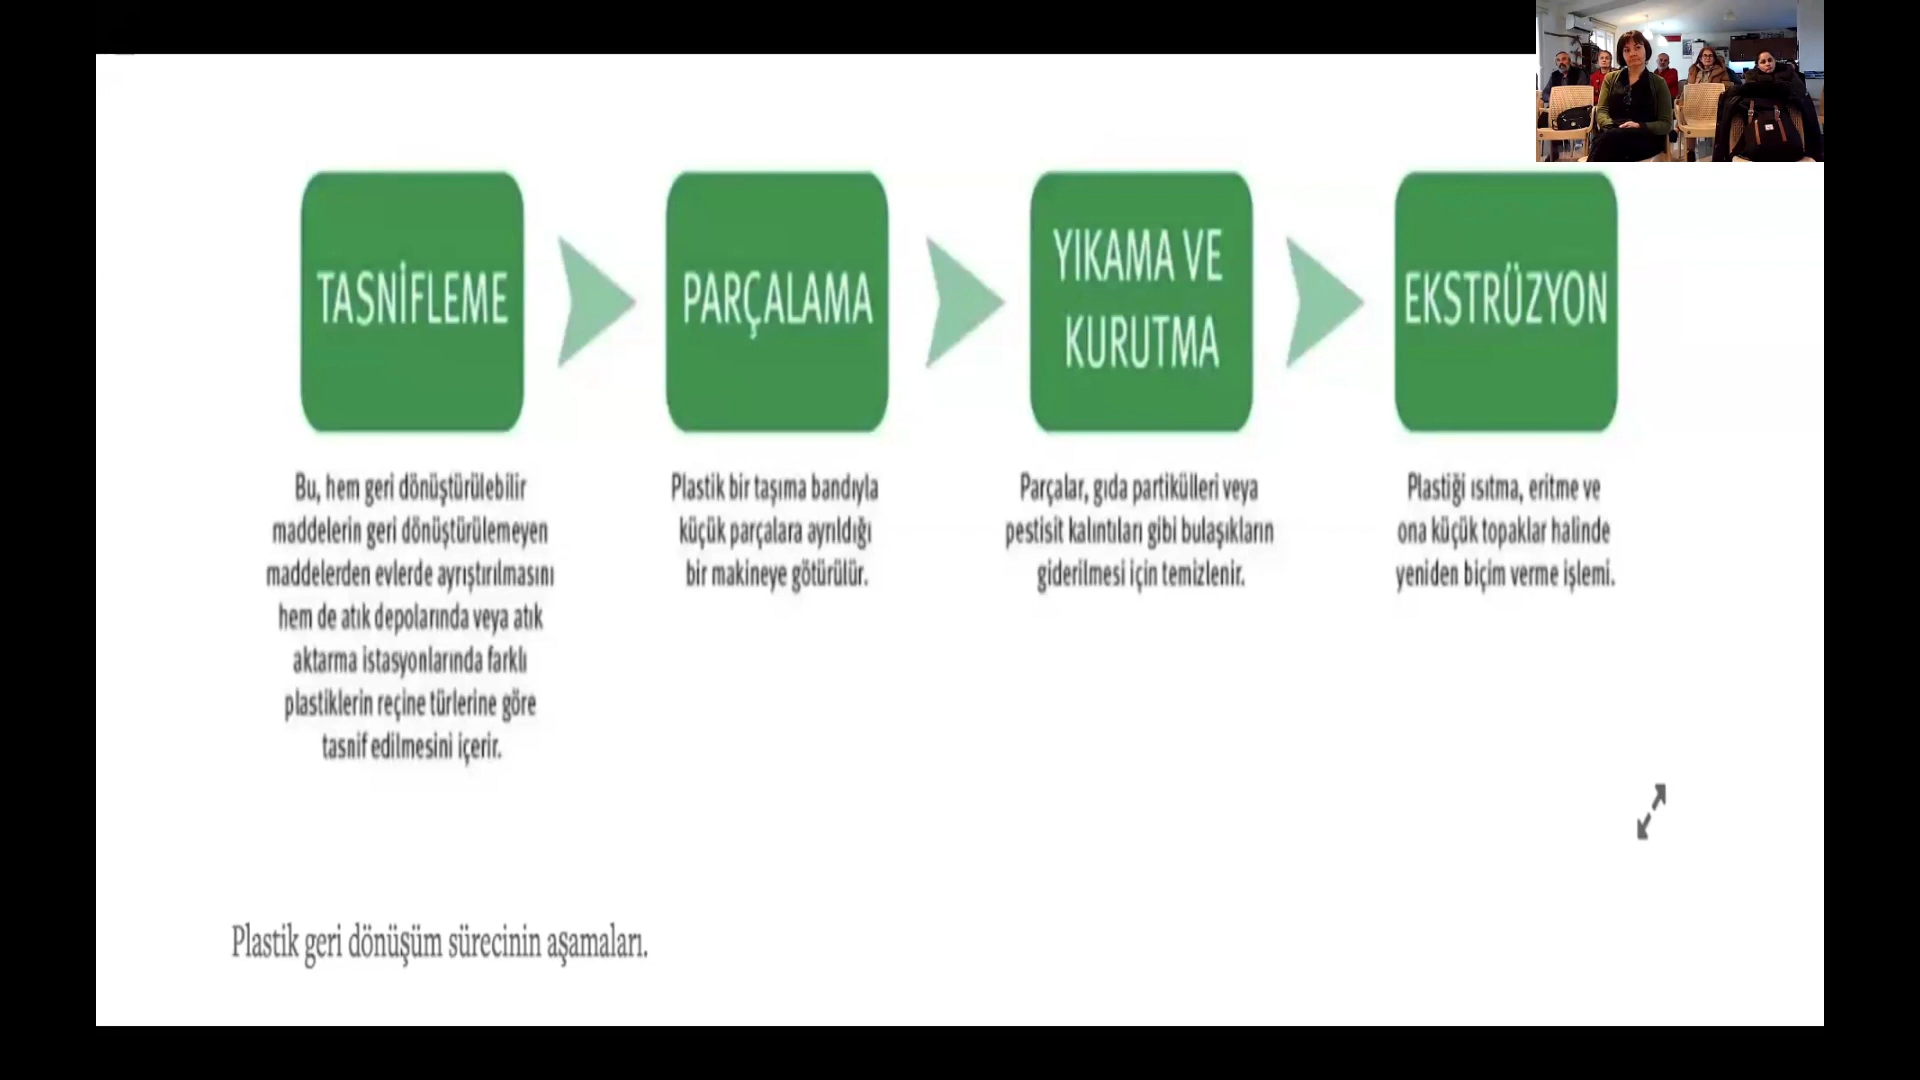 TASNİFLEME
Bu, hem geri dönüştürülebilir
maddelerin geri dönüştürülemeyen
maddelerden evlerde ayrıştırılmasını
hem de atık depolarında veya atık
aktarma istasyonlarında farklı
plastiklerin reçine türlerine göre
tasnif edilmesini içerir.
PARÇALAMA
Plastik bir taşıma bandıyla
küçük parçalara ayrıldığı
bir makineye götürülür.
YIKAMA VE
KURUTMA
Parçalar, gıda partikülleri veya
pestisit kalıntıları gibi bulaşıkların
giderilmesi için temizlenir.
EKSTRÜZYON
Plastiği ısıtma, eritme ve
ona küçük topaklar halinde
yeniden biçim verme işlemi.
Plastik geri dönüşüm sürecinin aşamaları.